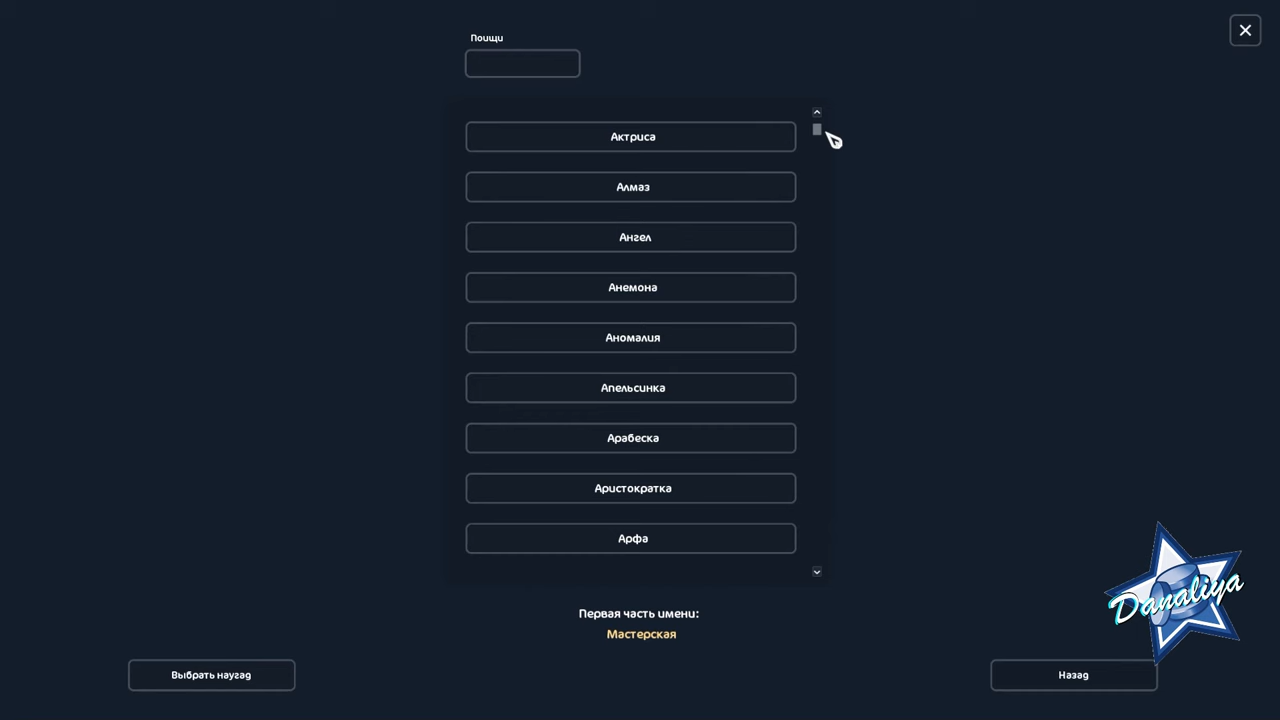 Поищи
Актриса
Алмаз
Ангел
Анемона
Аномалия
Апельсинка
Арабеска
Аристократка
Арфа
Первая часть имени:
Мастерская
Выбрать наугад
Назад
Danaliya